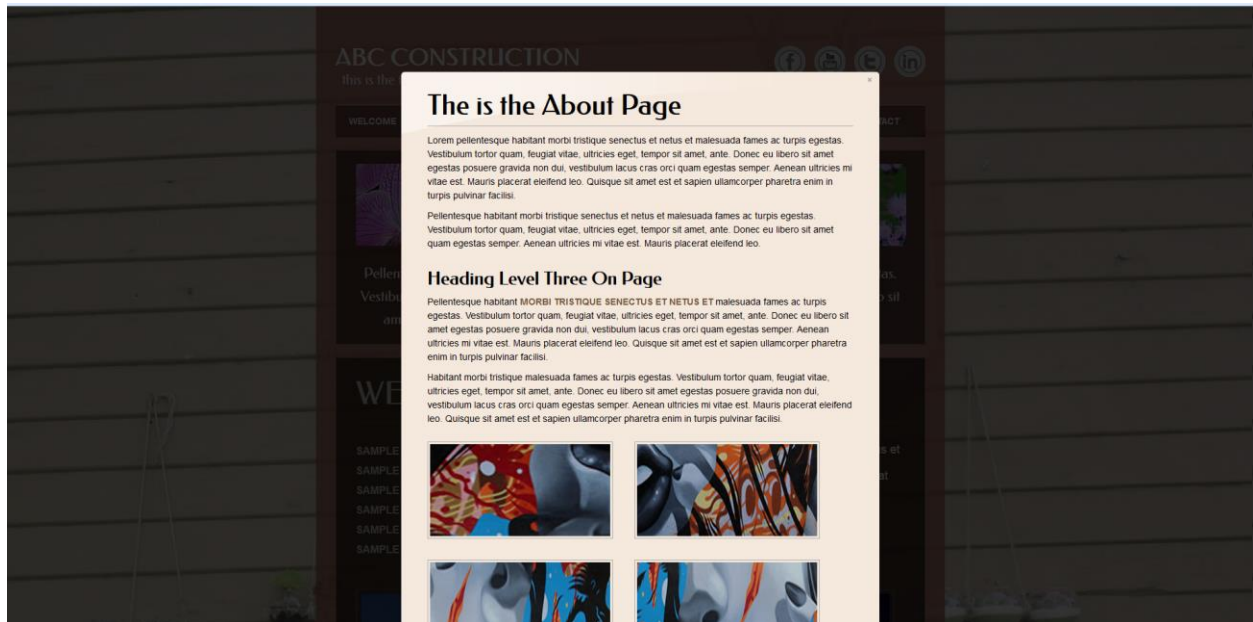 ABC CONSTRUCTION
this is the
The is the About Page
WELCOME
Lorem pellentesque habitant morbi tristique senectus et netus et malesuada fames ac turpis egestas.
Vestibulum tortor quam, feugiat vitae, ultricies eget, tempor sit amet, ante. Donec eu libero sit amet
egestas posuere gravida non dui, vestibulum lacus cras orci quam egestas semper. Aenean ultricies mi
vitae est. Mauris placerat eleifend leo. Quisque sit amet est et sapien ullamcorper pharetra enim in
turpis pulvinar facilisi.
Pellentesque habitant morbi tristique senectus et netus et malesuada fames ac turpis egestas.
Vestibulum tortor quam, feugiat vitae, ultricies eget, tempor sit amet, ante. Donec eu libero sit amet
quam egestas semper. Aenean ultricies mi vitae est. Mauris placerat eleifend leo.
Heading Level Three On Page
Pellentesque habitant MORBI TRISTIQUE SENECTUS ET NETUS ET malesuada fames ac turpis
egestas. Vestibulum tortor quam, feugiat vitae, ultricies eget, tempor sit amet, ante. Donec eu libero sit
amet egestas posuere gravida non dui, vestibulum lacus cras orci quam egestas semper. Aenean
ultricies mi vitae est. Mauris placerat eleifend leo. Quisque sit amet est et sapien ullamcorper pharetra
enim in turpis pulvinar facilisi.
Habitant morbi tristique malesuada fames ac turpis egestas. Vestibulum tortor quam, feugiat vitae,
ultricies eget, tempor sit amet, ante. Donec eu libero sit amet egestas posuere gravida non dui,
vestibulum lacus cras orci quam egestas semper. Aenean ultricies mi vitae est. Mauris placerat eleifend
leo. Quisque sit amet est et sapien ullamcorper pharetra enim in turpis pulvinar facilisi.
SAMPLE
SAMPLE
SAMPLE
SAMPLE
SAMPLE
SAMPLE